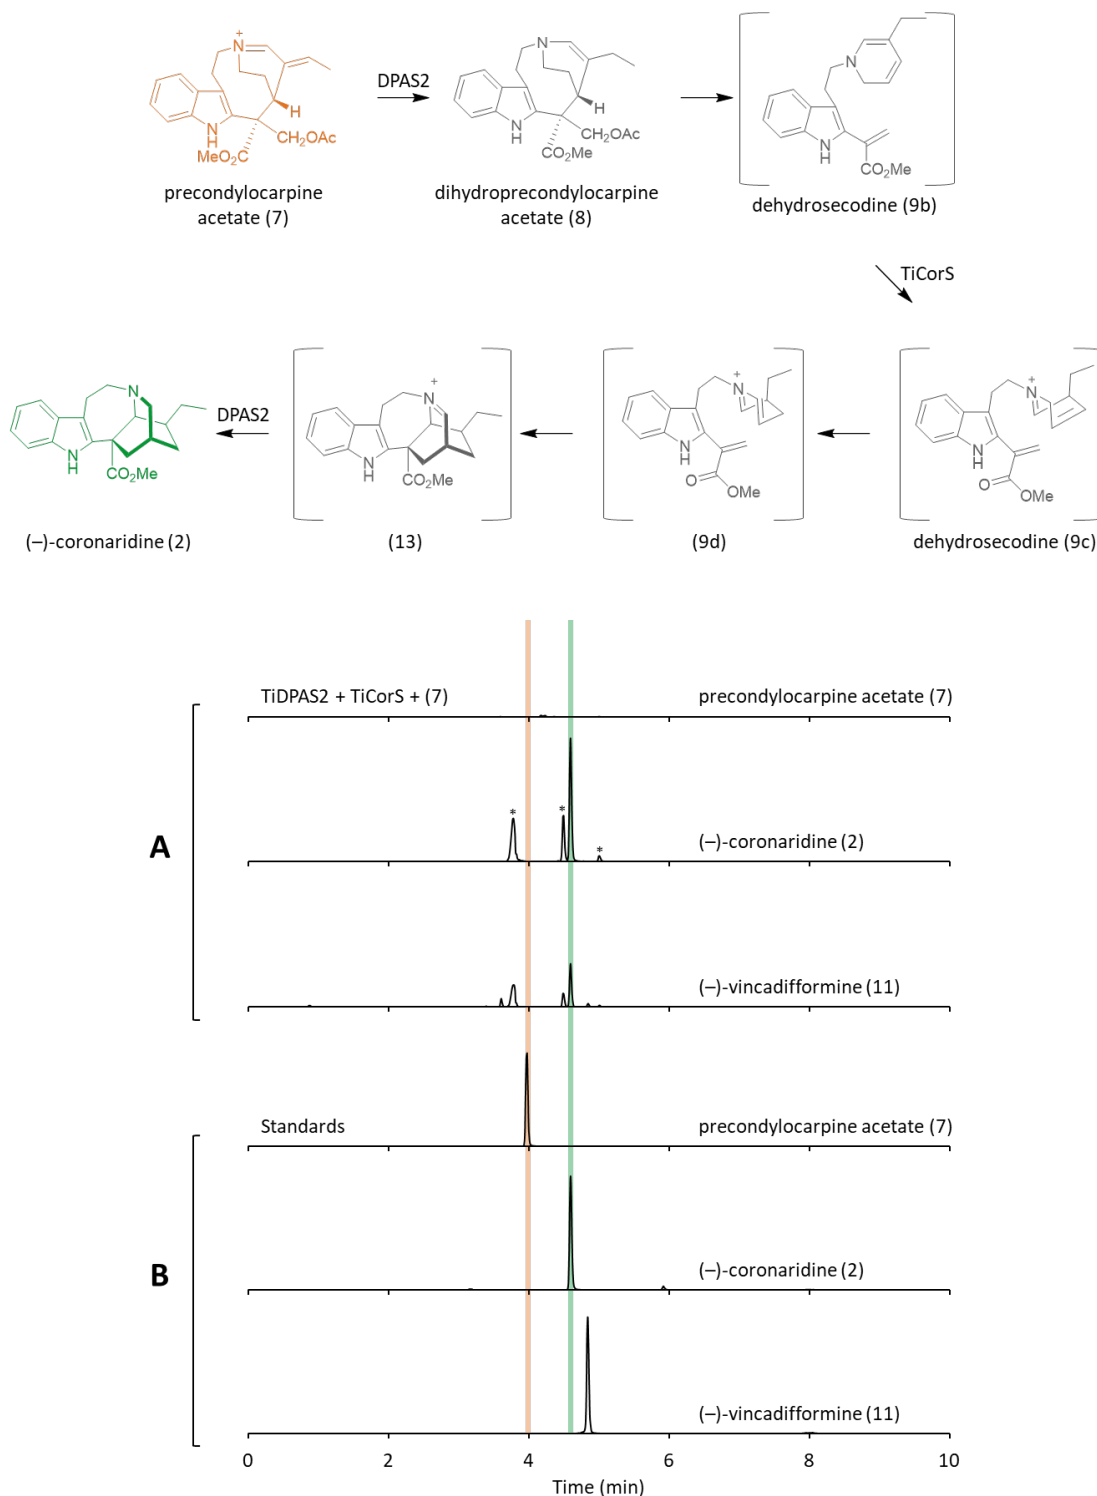 N
+
H
N
H
MeO₂C
CH₂OAc
precondylocarpine
acetate (7)
DPAS2
N
H
N
H
CO₂Me
CH₂OAc
dihydroprecondylocarpine
acetate (8)
N
N
H
CO₂Me
dehydrosecodine (9b)
TiCorS
N
N
H
CO₂Me
(–)-coronaridine (2)
DPAS2
+
N
N
H
CO₂Me
(13)
+
N
N
H
O
OMe
(9d)
+
N
N
H
O
OMe
dehydrosecodine (9c)
A
TiDPAS2 + TiCorS + (7)
precondylocarpine acetate (7)
* * *
(–)-coronaridine (2)
(–)-vincadifformine (11)
B
Standards
precondylocarpine acetate (7)
(–)-coronaridine (2)
(–)-vincadifformine (11)
0 2 4 6 8 10
Time (min)